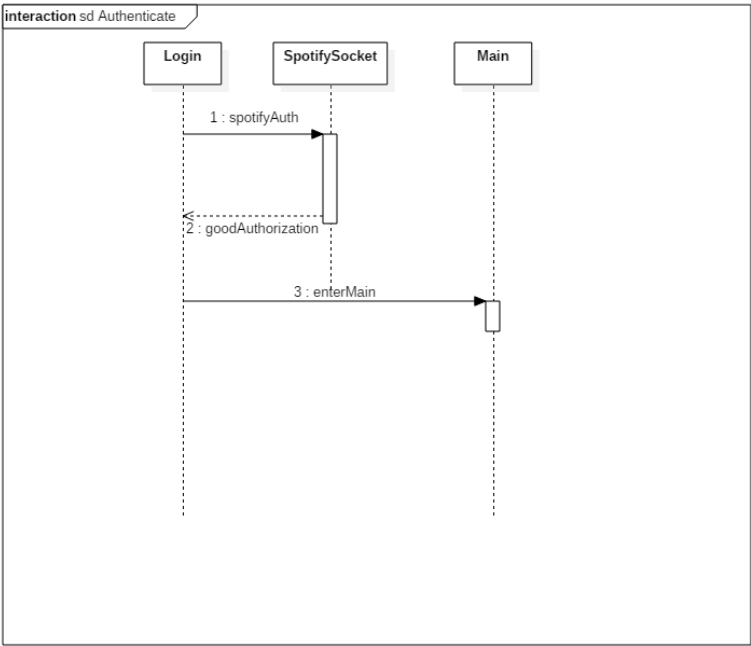 interaction sd Authenticate
Login
SpotifySocket
Main
1 : spotifyAuth
2 : goodAuthorization
3 : enterMain